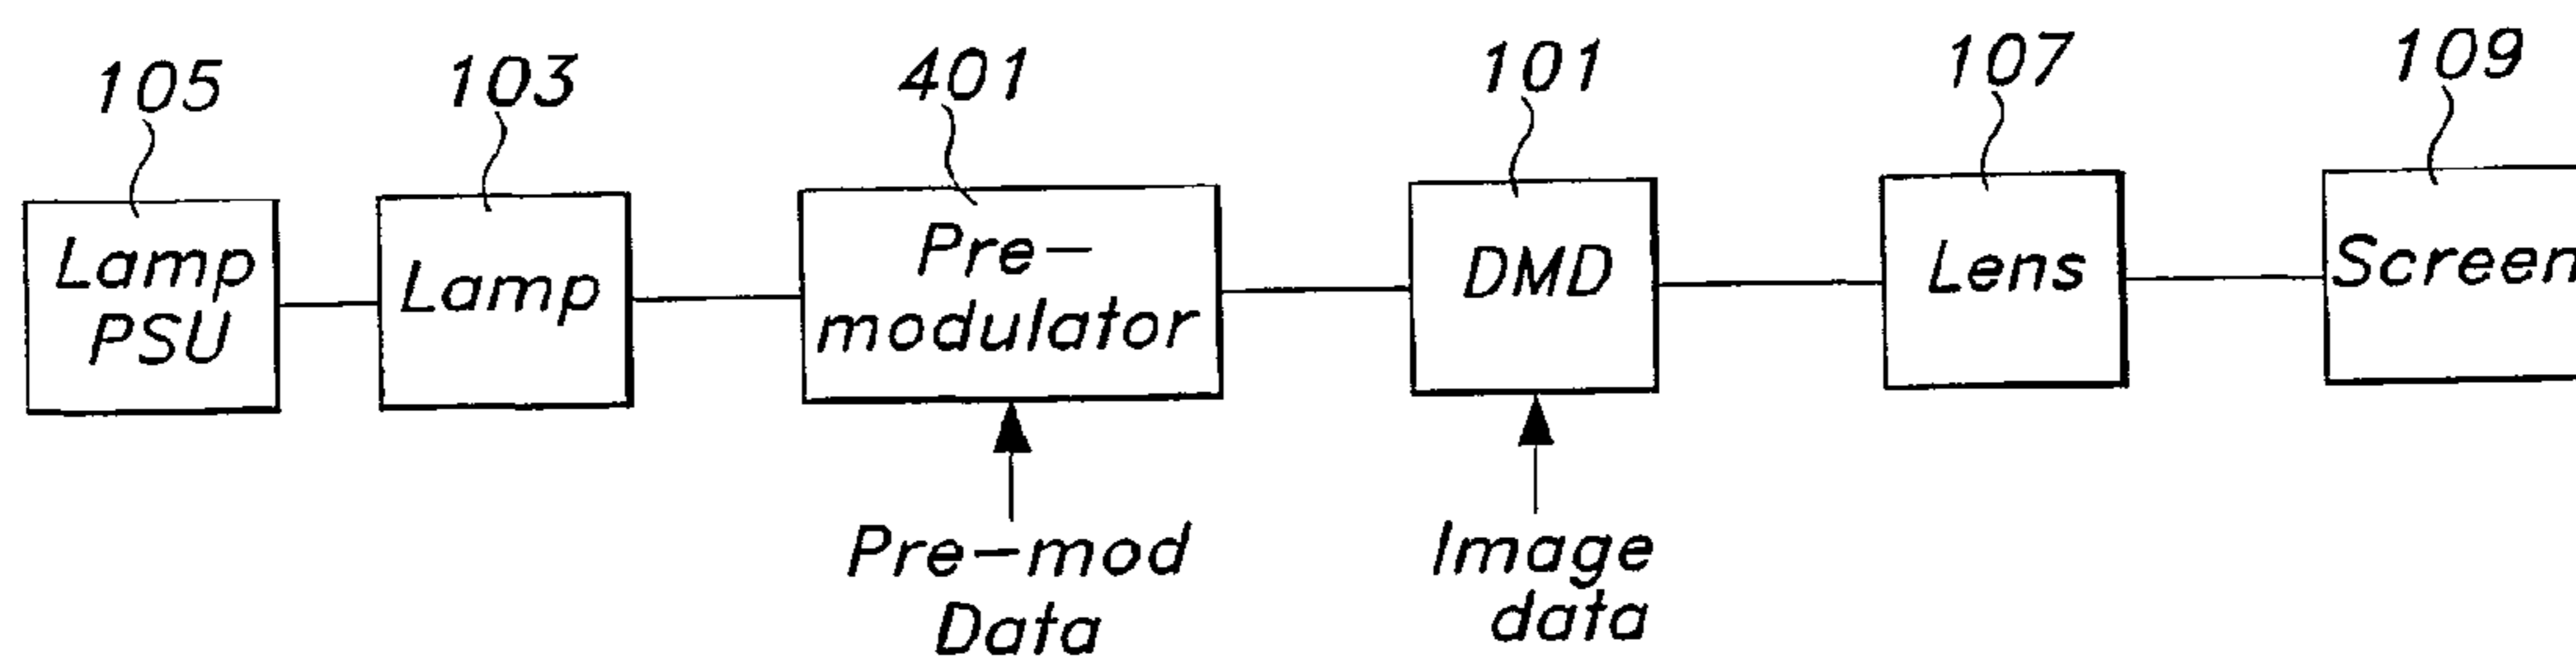 105
103
401
101
107
109
Lamp
PSU
Lamp
Pre-
modulator
DMD
Lens
Screen
Pre-mod
Data
Image
data